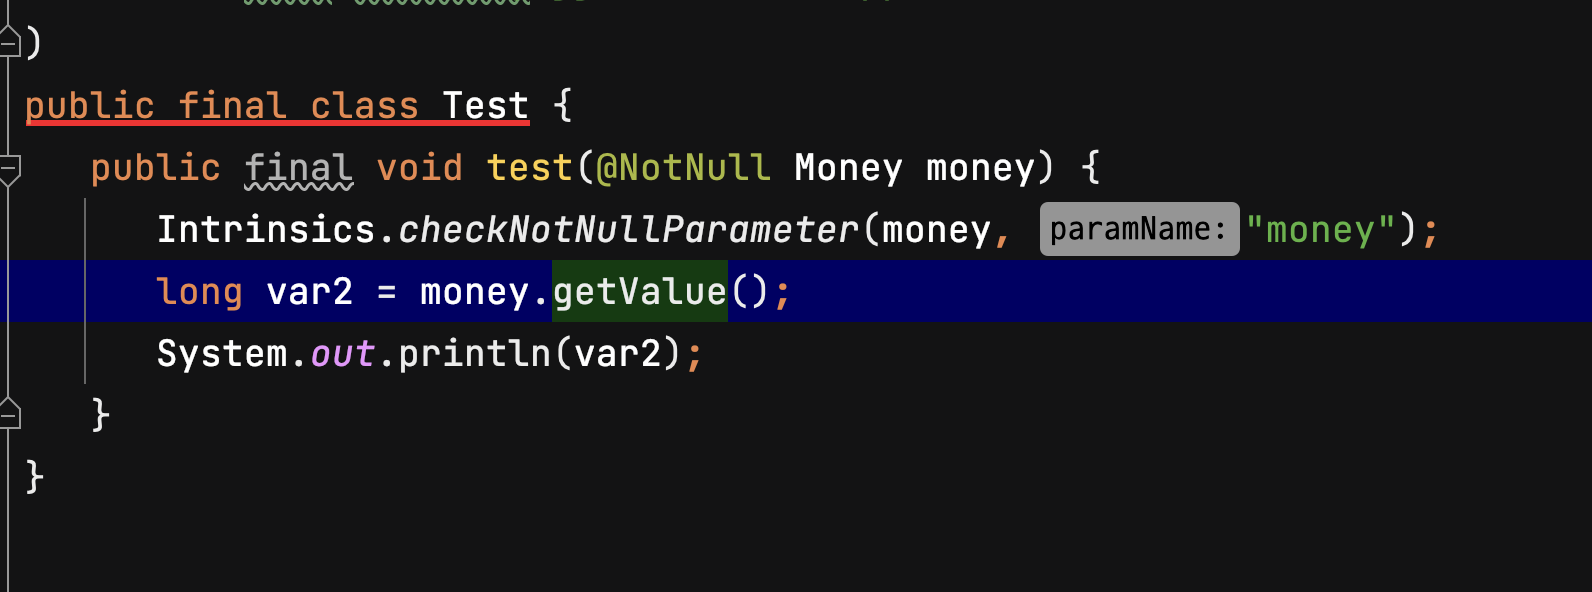 )
public final class Test {
public final void test(@NotNull Money money) {
Intrinsics.checkNotNullParameter(money, paramName: "money");
long var2 = money.getValue();
System.out.println(var2);
}
}